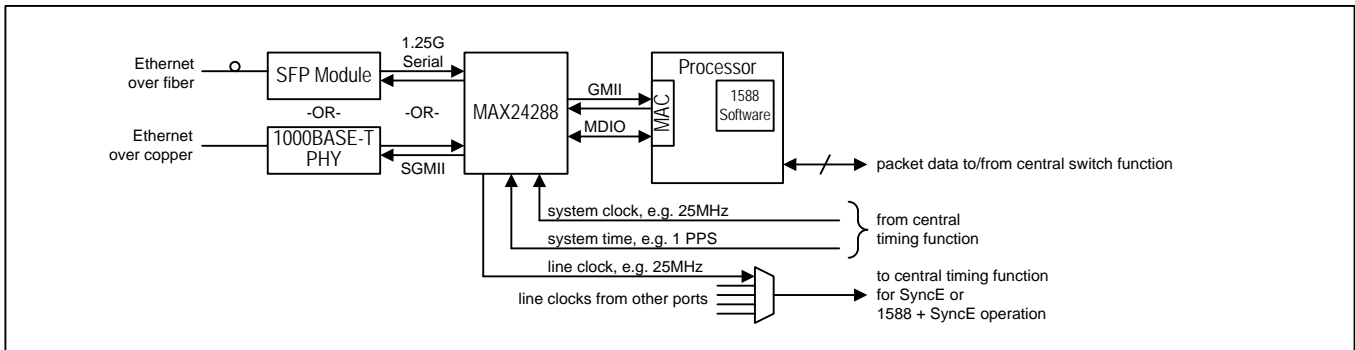 1.25G
Serial
Ethernet
over fiber
SFP Module
-OR-
-OR-
Ethernet
over copper
1000BASE-T
PHY
SGMII
MAX24288
GMII
MDIO
Processor
MAC
1588
Software
packet data to/from central switch function
system clock, e.g. 25MHz
system time, e.g. 1 PPS
from central
timing function
line clock, e.g. 25MHz
line clocks from other ports
to central timing function
for SyncE or
1588 + SyncE operation